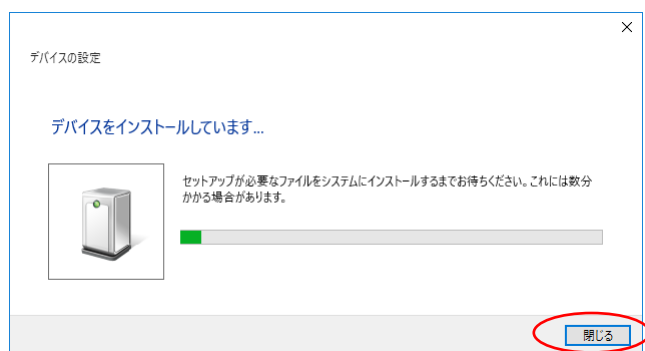 デバイスの設定
デバイスをインストールしています...
セットアップが必要なファイルをシステムにインストールするまでお待ちください。これには数分
かかる場合があります。
閉じる